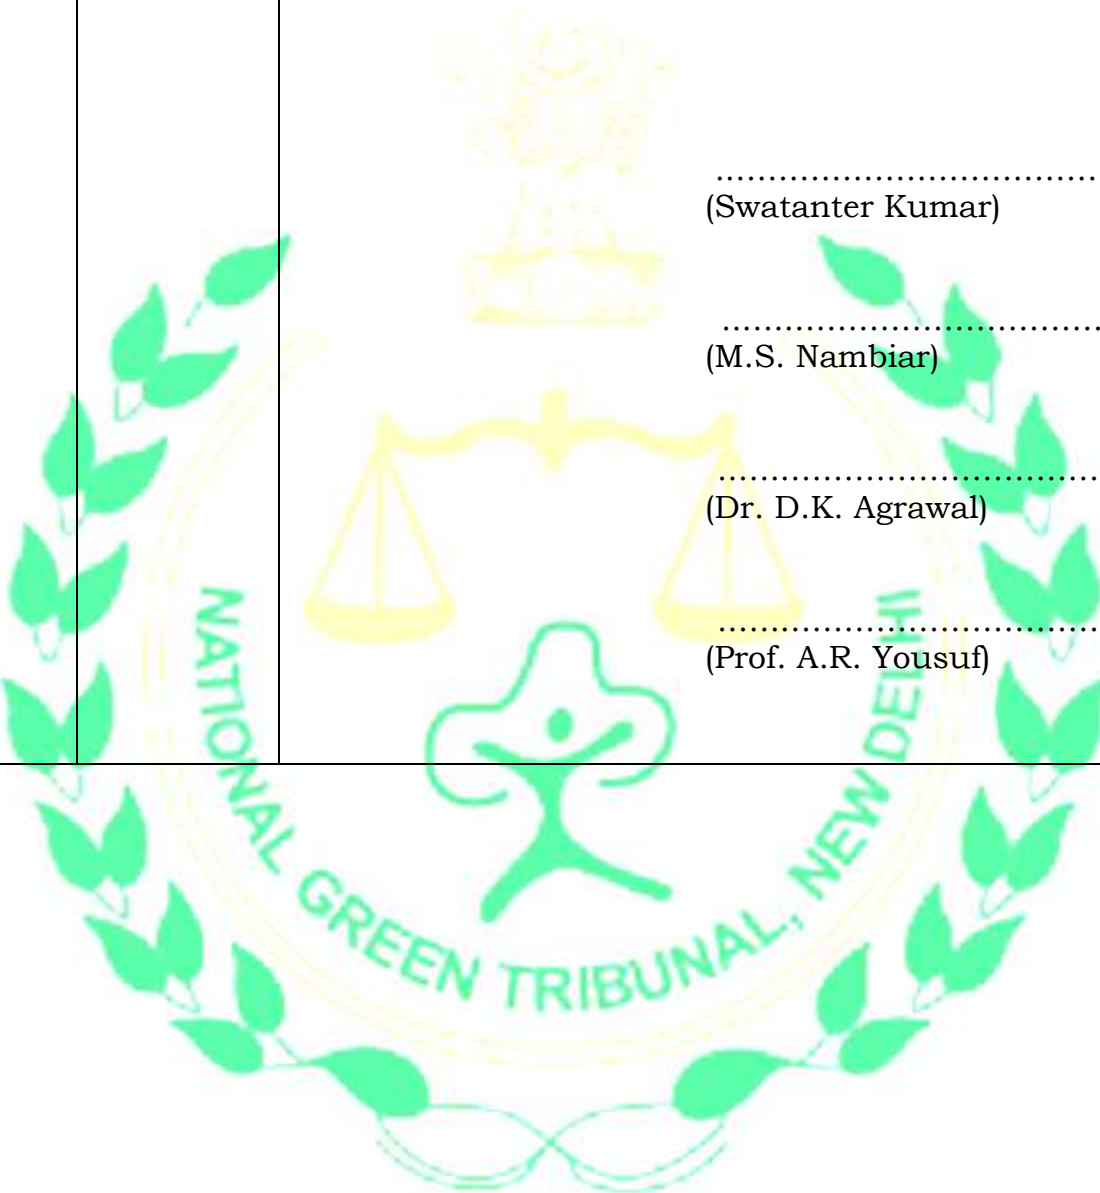 ……………………………….
(Swatanter Kumar)
……………………………….
(M.S. Nambiar)
……………………………….
(Dr. D.K. Agrawal)
……………………………….
(Prof. A.R. Yousuf)
NATIONAL GREEN TRIBUNAL, NEW DELHI